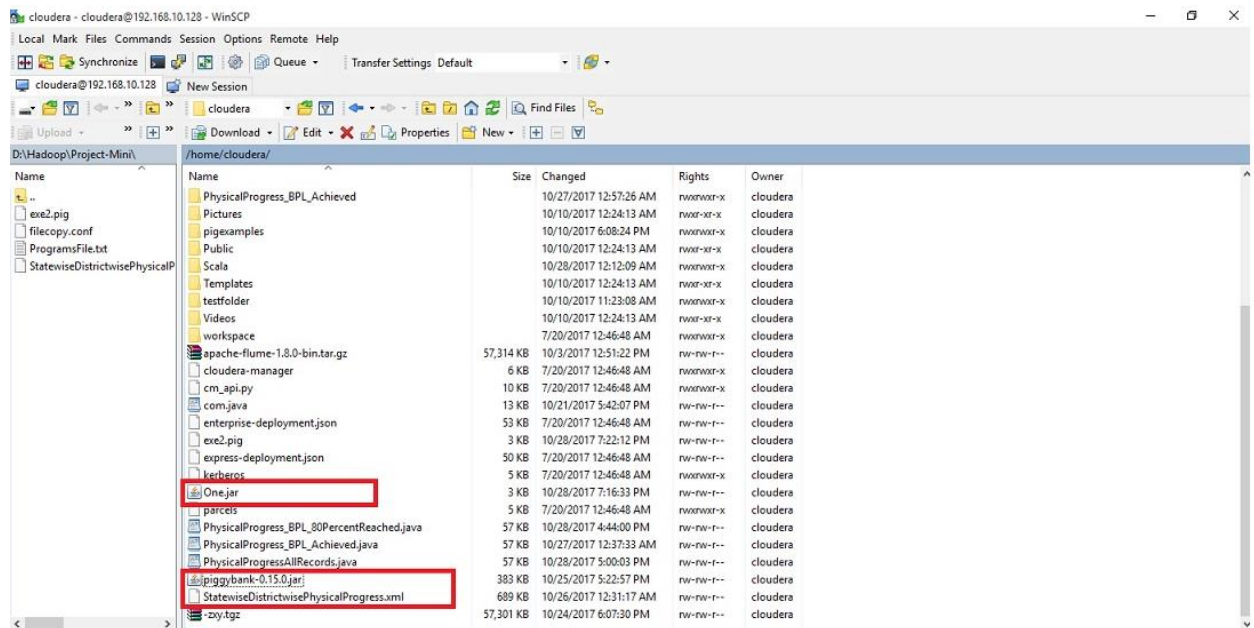 cloudera - cloudera@192.168.10.128 - WinSCP
Local Mark Files Commands Session Options Remote Help
Synchronize Queue Transfer Settings Default
cloudera@192.168.10.128 New Session
cloudera Find Files
Upload Download Edit Properties New
D:\Hadoop\Project-Mini\ /home/cloudera/
Name Name Size Changed Rights Owner
.. PhysicalProgress_BPL_Achieved 10/27/2017 12:57:26 AM rwxrwxr-x cloudera
exe2.pig Pictures 10/10/2017 12:24:13 AM rwxr-xr-x cloudera
filecopy.conf pigexamples 10/10/2017 6:08:24 PM rwxrwxr-x cloudera
ProgramsFile.txt Public 10/10/2017 12:24:13 AM rwxr-xr-x cloudera
StatewiseDistrictwisePhysicalP Scala 10/28/2017 12:12:09 AM rwxrwxr-x cloudera
Templates 10/10/2017 12:24:13 AM rwxr-xr-x cloudera
testfolder 10/10/2017 11:23:08 AM rwxrwxr-x cloudera
Videos 10/10/2017 12:24:13 AM rwxr-xr-x cloudera
workspace 7/20/2017 12:46:48 AM rwxrwxr-x cloudera
apache-flume-1.8.0-bin.tar.gz 57,314 KB 10/3/2017 12:51:22 PM rw-rw-r-- cloudera
cloudera-manager 6 KB 7/20/2017 12:46:48 AM rwxrwxr-x cloudera
cm_api.py 10 KB 7/20/2017 12:46:48 AM rwxrwxr-x cloudera
com.java 13 KB 10/21/2017 5:42:07 PM rw-rw-r-- cloudera
enterprise-deployment.json 53 KB 7/20/2017 12:46:48 AM rw-rw-r-- cloudera
exe2.pig 3 KB 10/28/2017 7:22:12 PM rw-rw-r-- cloudera
express-deployment.json 50 KB 7/20/2017 12:46:48 AM rw-rw-r-- cloudera
kerberos 5 KB 7/20/2017 12:46:48 AM rwxrwxr-x cloudera
One.jar 3 KB 10/28/2017 7:16:33 PM rw-rw-r-- cloudera
parcels 5 KB 7/20/2017 12:46:48 AM rwxrwxr-x cloudera
PhysicalProgress_BPL_80PercentReached.java 57 KB 10/28/2017 4:44:00 PM rw-rw-r-- cloudera
PhysicalProgress_BPL_Achieved.java 57 KB 10/27/2017 12:37:33 AM rw-rw-r-- cloudera
PhysicalProgressAllRecords.java 57 KB 10/28/2017 5:00:03 PM rw-rw-r-- cloudera
piggybank-0.15.0.jar 383 KB 10/25/2017 5:22:57 PM rw-rw-r-- cloudera
StatewiseDistrictwisePhysicalProgress.xml 689 KB 10/26/2017 12:31:17 AM rw-rw-r-- cloudera
-zxy.tgz 57,301 KB 10/24/2017 6:07:30 PM rw-rw-r-- cloudera